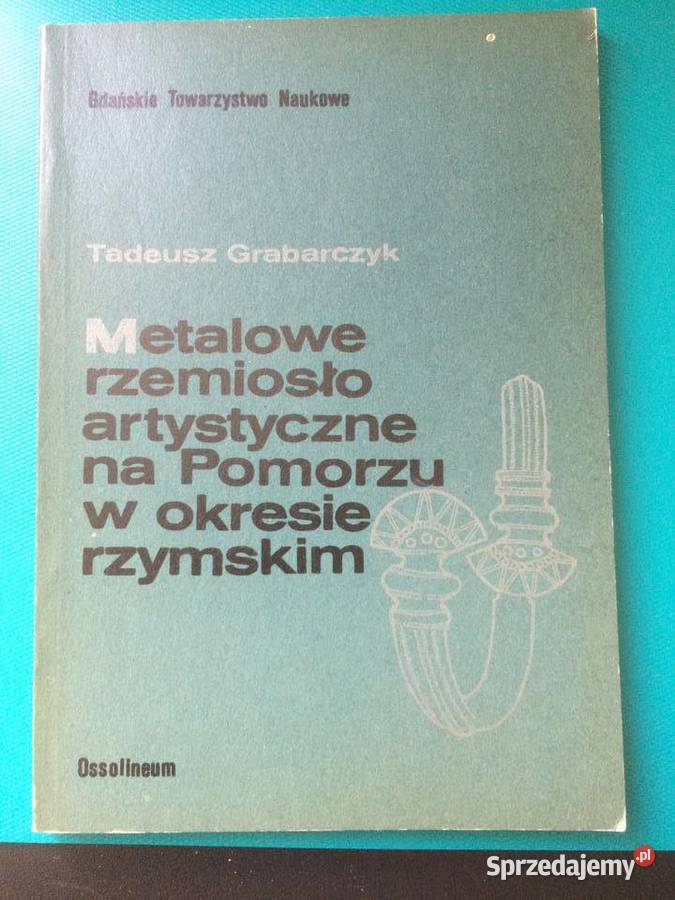 Gdańskie Towarzystwo Naukowe
Tadeusz Grabarczyk
Metalowe
rzemiosło
artystyczne
na Pomorzu
w okresie
rzymskim
Ossolineum
Sprzedajemy.pl